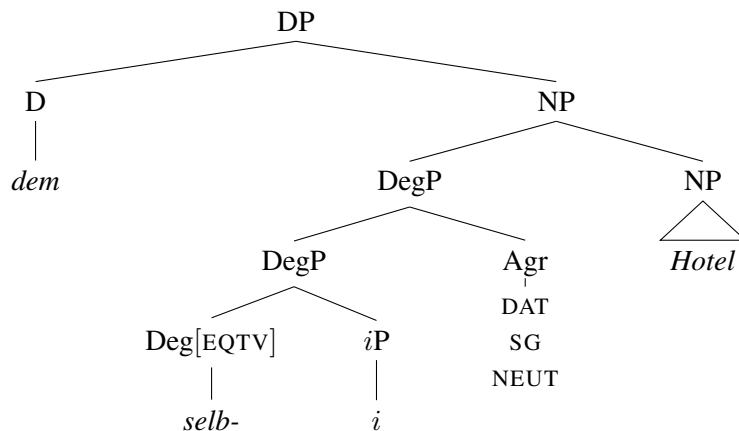 DP
D NP
dem DegP NP
DegP Agr Hotel
DAT
Deg[EQTV] iP SG
NEUT
selb- i